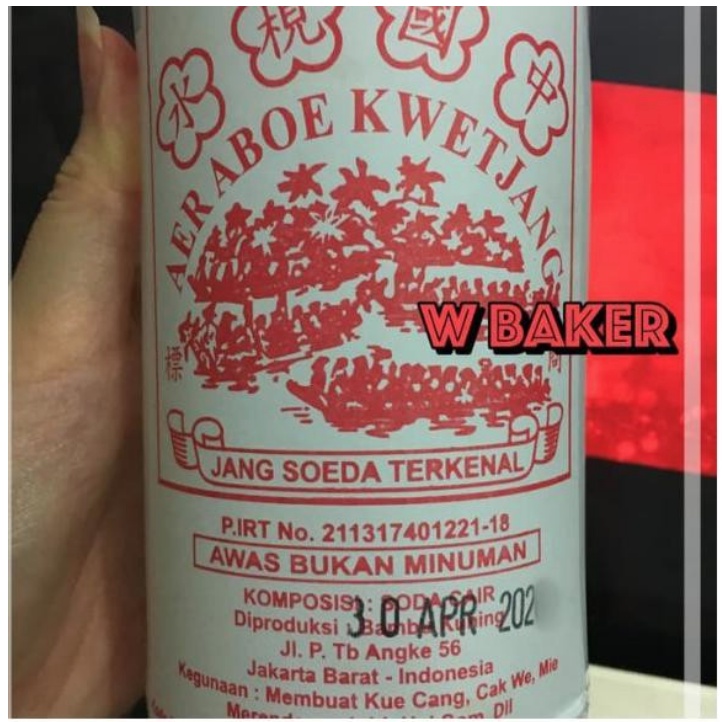 中國梘水
AER ABOE KWETJANG
W BAKER
JANG SOEDA TERKENAL
P.IRT No. 211317401221-18
AWAS BUKAN MINUMAN
KOMPOSISI : SODA CAIR
30 APR 202
Diproduksi : Bambu Kuning
Jl. P. Tb Angke 56
Jakarta Barat - Indonesia
Kegunaan : Membuat Kue Cang, Cak We, Mie
Dll